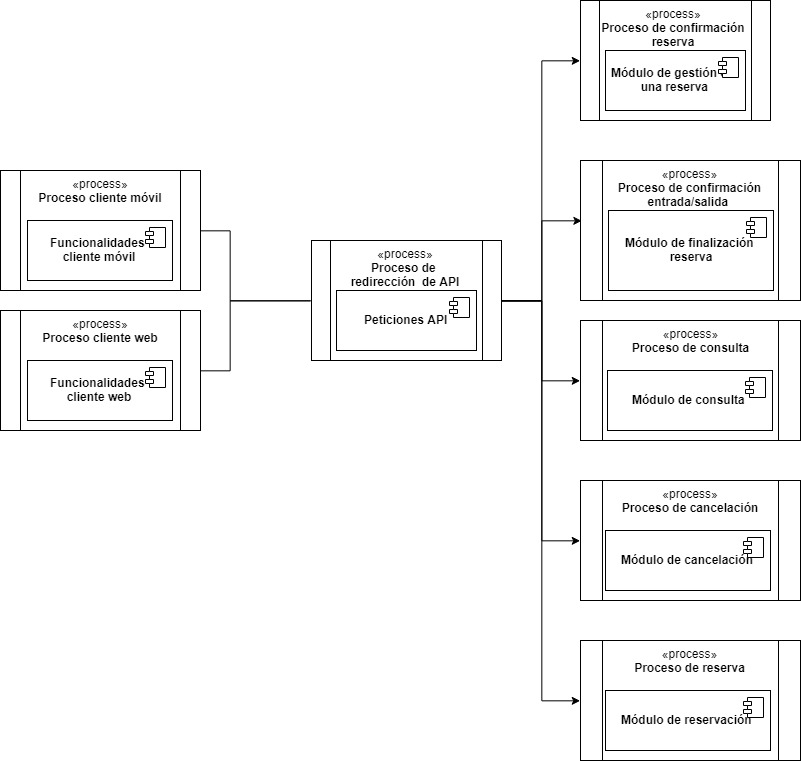 «process»
Proceso de confirmación
reserva
Módulo de gestión
una reserva
«process»
Proceso cliente móvil
Funcionalidades
cliente móvil
«process»
Proceso de confirmación
entrada/salida
Módulo de finalización
reserva
«process»
Proceso de
redirección  de API
Peticiones API
«process»
Proceso cliente web
Funcionalidades
cliente web
«process»
Proceso de consulta
Módulo de consulta
«process»
Proceso de cancelación
Módulo de cancelación
«process»
Proceso de reserva
Módulo de reservación